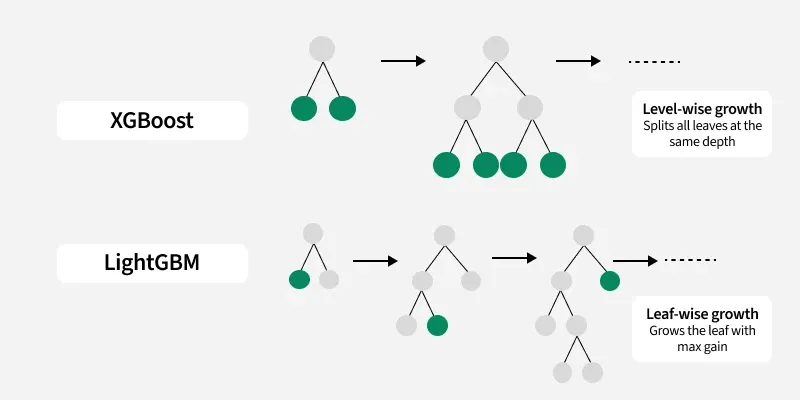 XGBoost
Level-wise growth
Splits all leaves at the
same depth
LightGBM
Leaf-wise growth
Grows the leaf with
max gain